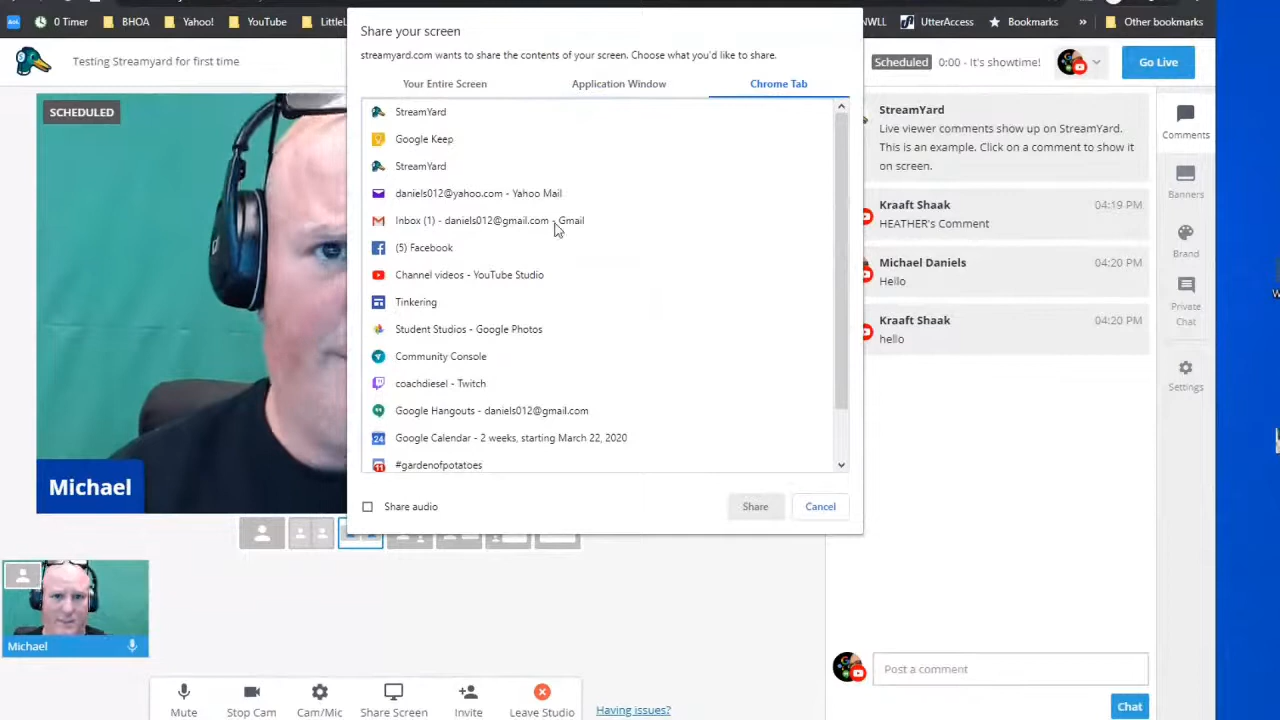 0 Timer
BHOA
Yahoo!
YouTube
NWLL
UtterAccess
Bookmarks
»
Other bookmarks
Testing Streamyard for first time
Scheduled
0:00 - It's showtime!
Go Live
SCHEDULED
Share your screen
streamyard.com wants to share the contents of your screen. Choose what you'd like to share.
Your Entire Screen
Application Window
Chrome Tab
StreamYard
Google Keep
StreamYard
daniels012@yahoo.com - Yahoo Mail
Inbox (1) - daniels012@gmail.com - Gmail
(5) Facebook
Channel videos - YouTube Studio
Tinkering
Student Studios - Google Photos
Community Console
coachdiesel - Twitch
Google Hangouts - daniels012@gmail.com
24
Google Calendar - 2 weeks, starting March 22, 2020
11
#gardenofpotatoes
Share audio
Share
Cancel
StreamYard
Live viewer comments show up on StreamYard.
This is an example. Click on a comment to show it
on screen.
Kraaft Shaak
04:19 PM
HEATHER's Comment
Michael Daniels
04:20 PM
Hello
Kraaft Shaak
04:20 PM
hello
Comments
Banners
Brand
Private
Chat
Settings
Michael
Michael
Post a comment
Chat
Mute
Stop Cam
Cam/Mic
Share Screen
Invite
Leave Studio
Having issues?